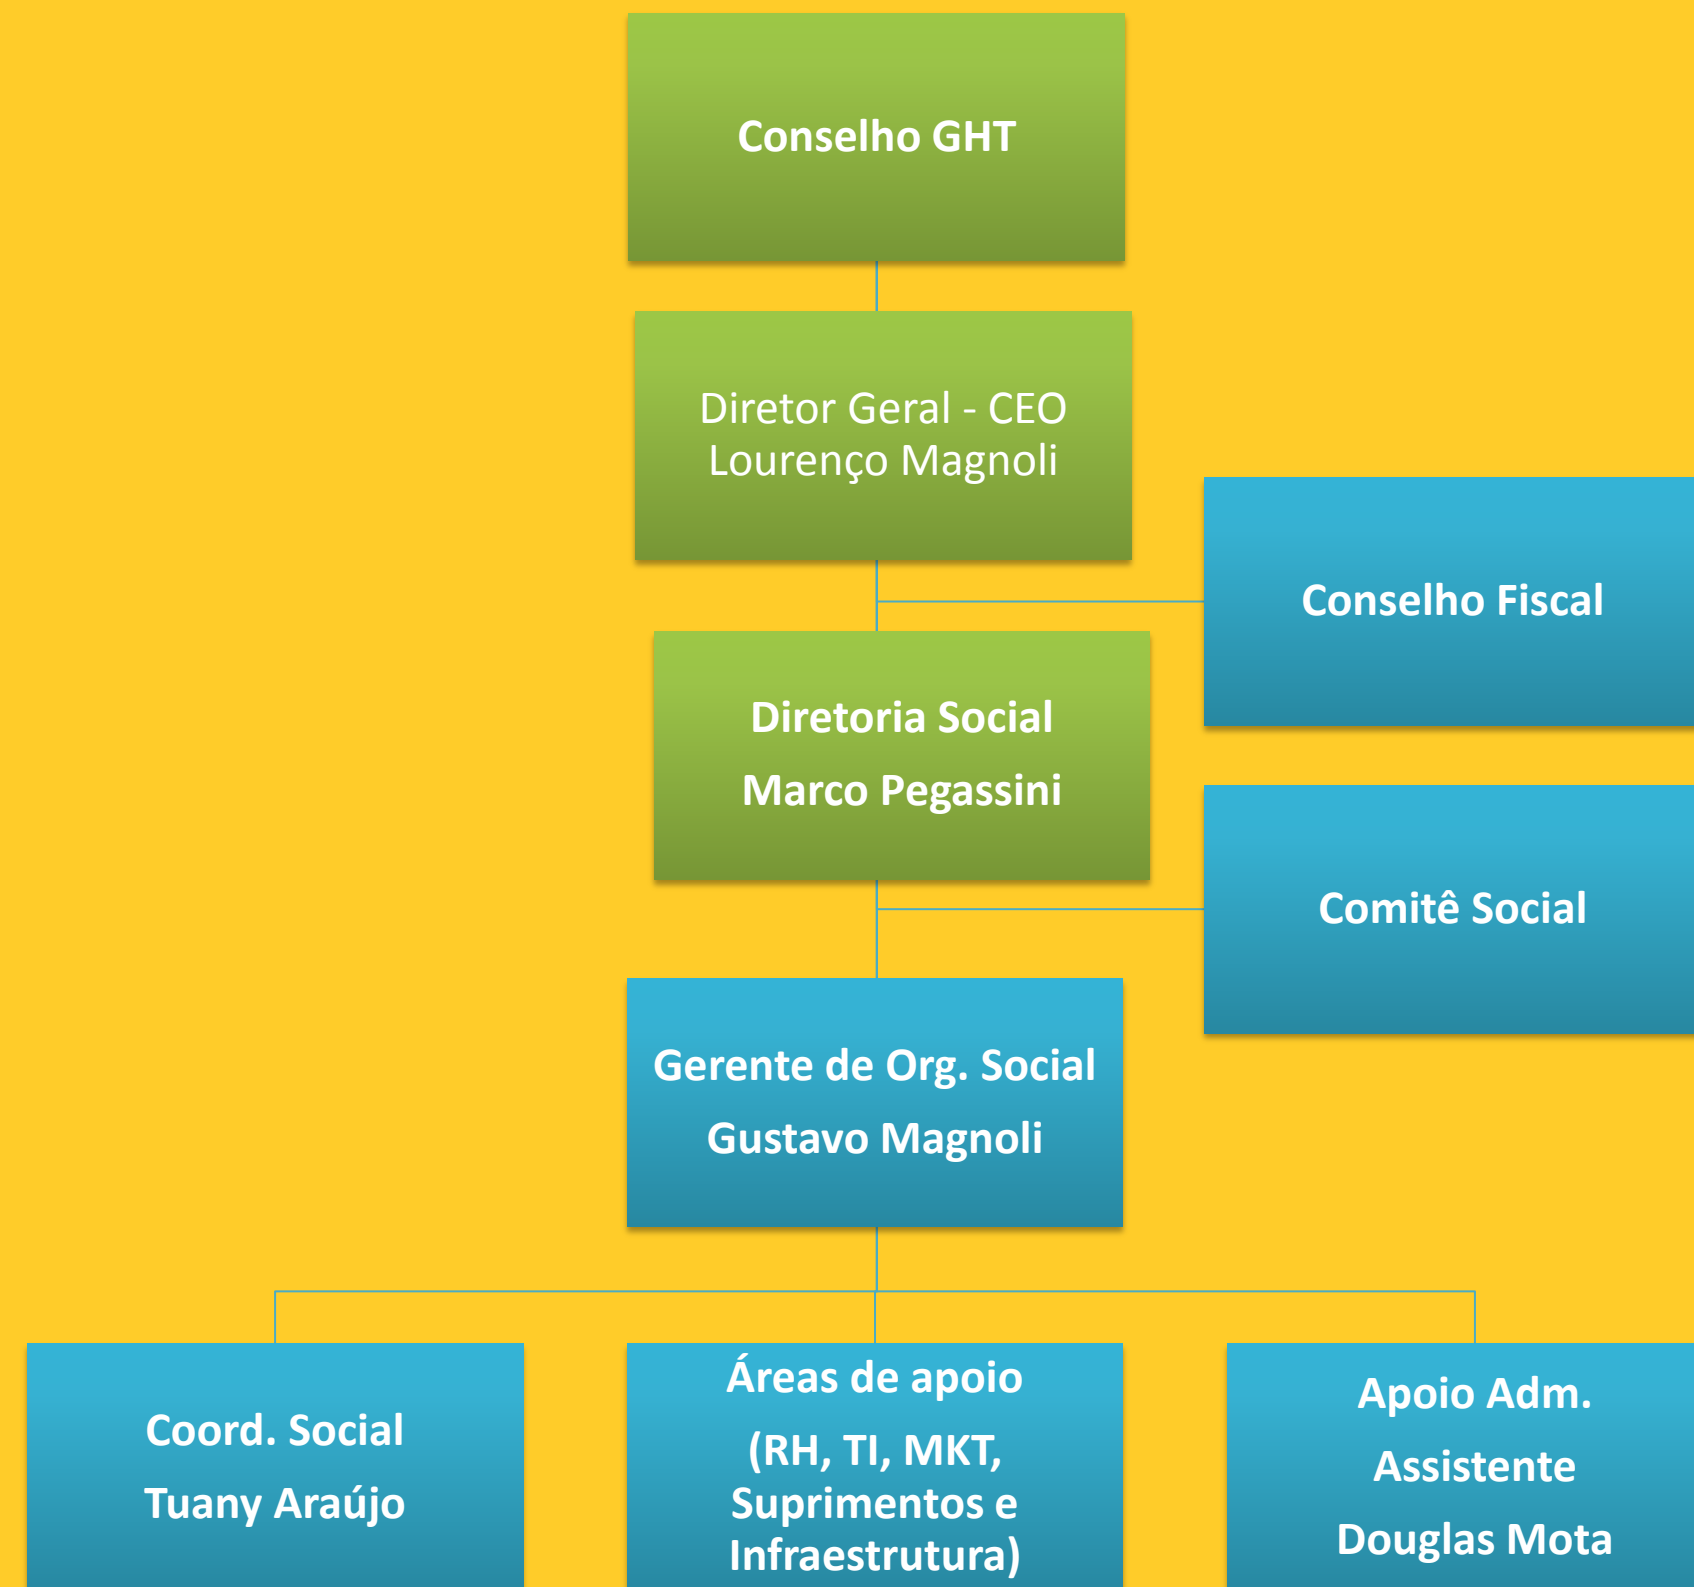 Conselho GHT
Diretor Geral - CEO
Lourenço Magnoli
Conselho Fiscal
Diretoria Social
Marco Pegassini
Comitê Social
Gerente de Org. Social
Gustavo Magnoli
Coord. Social
Tuany Araújo
Áreas de apoio
(RH, TI, MKT,
Suprimentos e
Infraestrutura)
Apoio Adm.
Assistente
Douglas Mota